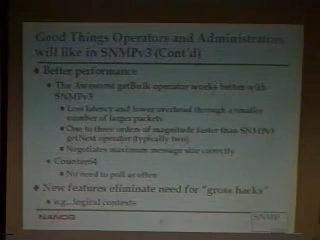 Good Things Operators and Administrators
will like in SNMPv3 (Cont'd)
Better performance
The Awesome getBulk operator works better with
SNMPv3
Less latency and lower overhead through a smaller
number of larger packets
One to three orders of magnitude faster than SNMPv3
getNext operator (typically two)
Negotiates maximum message size correctly
Counter64
No need to poll as often
New features eliminate need for "gross hacks"
e.g., logical contexts
NANOG
SNMP